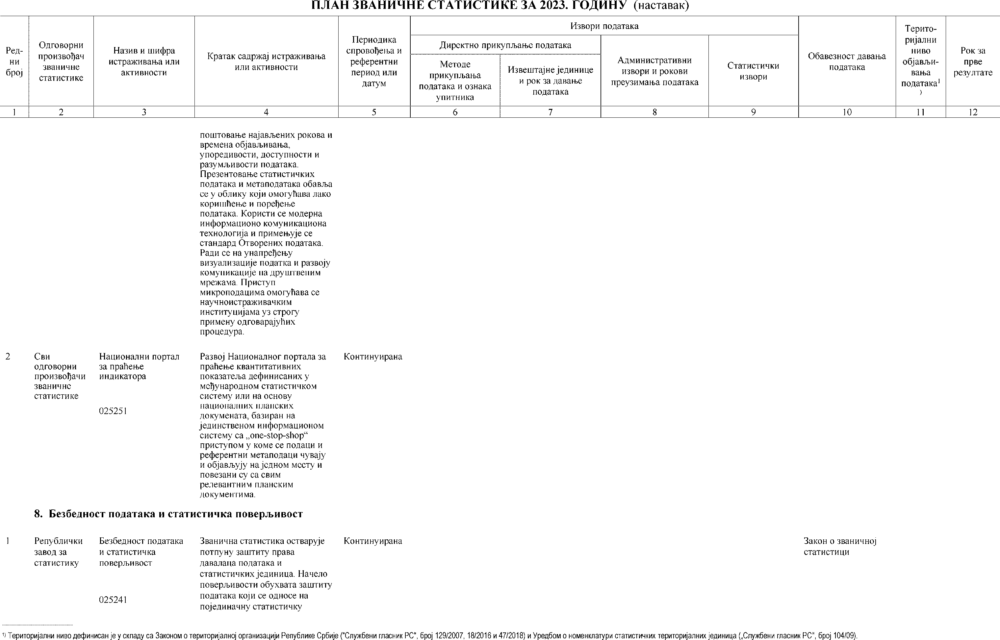 ПЛАН ЗВАНИЧНЕ СТАТИСТИКЕ ЗА 2023. ГОДИНУ (наставак)
Ред-
ни
број
Одговорни
произвођач
званичне
статистике
Назив и шифра
истраживања или
активности
Кратак садржај истраживања
или активности
Периодика
спровођења и
референтни
период или
датум
Извори података
Директно прикупљање података
Методе
прикупљања
података и ознака
упитника
Извештајне јединице
и рок за давање
података
Административни
извори и рокови
преузимања података
Статистички
извори
Обавезност давања
података
Терито-
ријални
ниво
објављи-
вања
података¹
)
Рок за
прве
резултате
1 2 3 4 5 6 7 8 9 10 11 12
поштовање најављених рокова и
времена објављивања,
упоредивости, доступности и
разумљивости података.
Презентовање статистичких
података и метаподатака обавља
се у облику који омогућава лако
коришћење и поређење
података. Користи се модерна
информационо комуникациона
технологија и примењује се
стандард Отворених података.
Ради се на унапређењу
визуализације податка и развоју
комуникације на друштвеним
мрежама. Приступ
микроподацима омогућава се
научноистраживачким
институцијама уз строгу
примену одговарајућих
процедура.
2
Сви
одговорни
произвођачи
званичне
статистике
Национални портал
за праћење
индикатора
025251
Развој Националног портала за
праћење квантитативних
показатеља дефинисаних у
међународном статистичком
систему или на основу
националних планских
докумената, базиран на
јединственом информационом
систему са „one-stop-shop“
приступом у коме се подаци и
референтни метаподаци чувају
и објављују на једном месту и
повезани су са свим
релевантним планским
документима.
Континуирана
8. Безбедност података и статистичка поверљивост
1
Републички
завод за
статистику
Безбедност података
и статистичка
поверљивост
025241
Званична статистика остварује
потпуну заштиту права
давалаца података и
статистичких јединица. Начело
поверљивости обухвата заштиту
података који се односе на
појединачну статистичку
Континуирана
Закон о званичној
статистици
¹⁾ Територијални ниво дефинисан је у складу са Законом о територијалној организацији Републике Србије ("Службени гласник РС", број 129/2007, 18/2016 и 47/2018) и Уредбом о номенклатури статистичких територијалних јединица („Службени гласник РС", број 104/09).